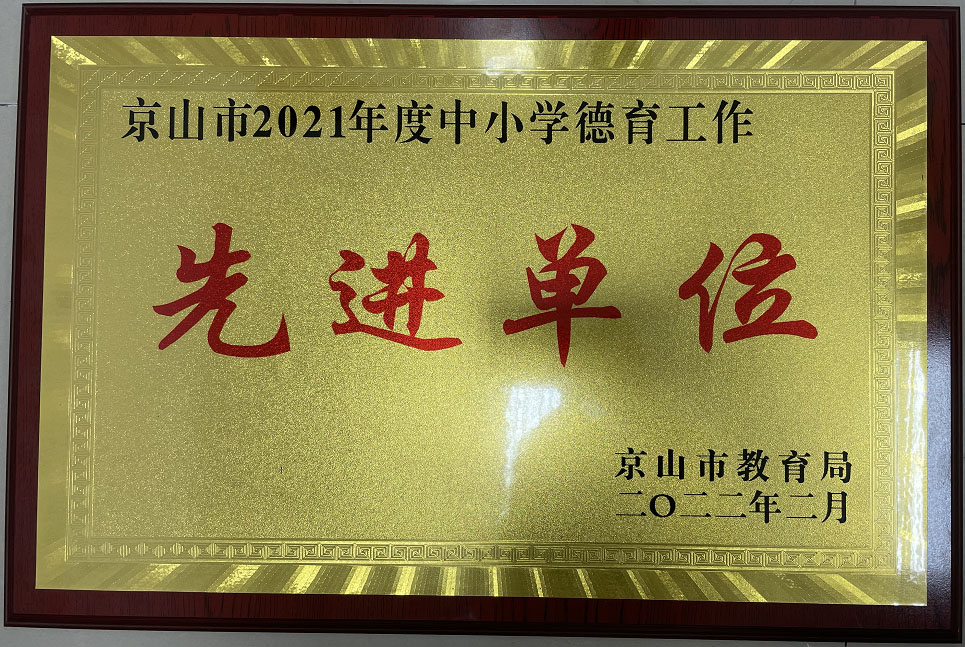 京山市2021年度中小学德育工作
先进单位
京山市教育局
二〇二二年二月